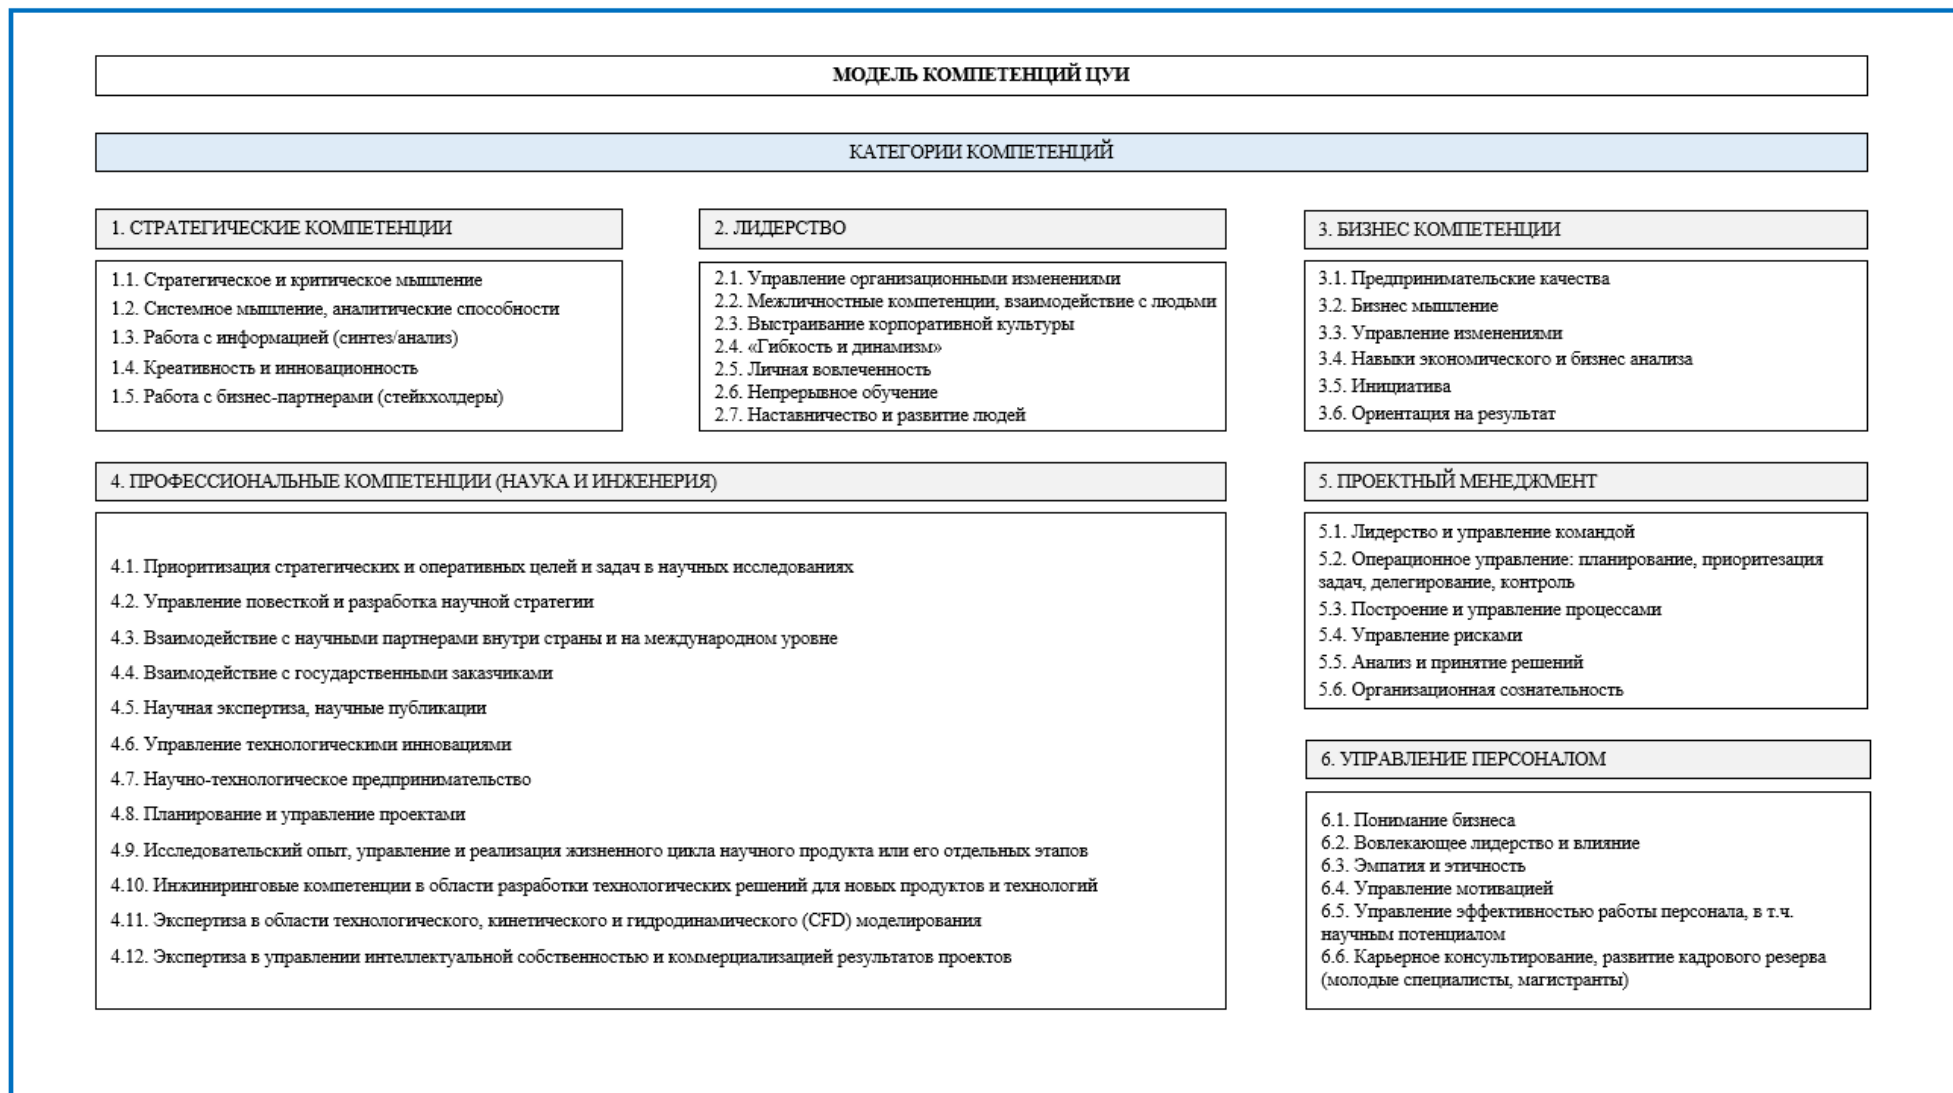 МОДЕЛЬ КОМПЕТЕНЦИЙ ЦУИ
КАТЕГОРИИ КОМПЕТЕНЦИЙ
1. СТРАТЕГИЧЕСКИЕ КОМПЕТЕНЦИИ
1.1. Стратегическое и критическое мышление
1.2. Системное мышление, аналитические способности
1.3. Работа с информацией (синтез/анализ)
1.4. Креативность и инновационность
1.5. Работа с бизнес-партнерами (стейкхолдеры)
2. ЛИДЕРСТВО
2.1. Управление организационными изменениями
2.2. Межличностные компетенции, взаимодействие с людьми
2.3. Выстраивание корпоративной культуры
2.4. «Гибкость и динамизм»
2.5. Личная вовлеченность
2.6. Непрерывное обучение
2.7. Наставничество и развитие людей
3. БИЗНЕС КОМПЕТЕНЦИИ
3.1. Предпринимательские качества
3.2. Бизнес мышление
3.3. Управление изменениями
3.4. Навыки экономического и бизнес анализа
3.5. Инициатива
3.6. Ориентация на результат
4. ПРОФЕССИОНАЛЬНЫЕ КОМПЕТЕНЦИИ (НАУКА И ИНЖЕНЕРИЯ)
4.1. Приоритизация стратегических и оперативных целей и задач в научных исследованиях
4.2. Управление повесткой и разработка научной стратегии
4.3. Взаимодействие с научными партнерами внутри страны и на международном уровне
4.4. Взаимодействие с государственными заказчиками
4.5. Научная экспертиза, научные публикации
4.6. Управление технологическими инновациями
4.7. Научно-технологическое предпринимательство
4.8. Планирование и управление проектами
4.9. Исследовательский опыт, управление и реализация жизненного цикла научного продукта или его отдельных этапов
4.10. Инжиниринговые компетенции в области разработки технологических решений для новых продуктов и технологий
4.11. Экспертиза в области технологического, кинетического и гидродинамического (CFD) моделирования
4.12. Экспертиза в управлении интеллектуальной собственностью и коммерциализацией результатов проектов
5. ПРОЕКТНЫЙ МЕНЕДЖМЕНТ
5.1. Лидерство и управление командой
5.2. Операционное управление: планирование, приоритезация
задач, делегирование, контроль
5.3. Построение и управление процессами
5.4. Управление рисками
5.5. Анализ и принятие решений
5.6. Организационная сознательность
6. УПРАВЛЕНИЕ ПЕРСОНАЛОМ
6.1. Понимание бизнеса
6.2. Вовлекающее лидерство и влияние
6.3. Эмпатия и этичность
6.4. Управление мотивацией
6.5. Управление эффективностью работы персонала, в т.ч.
научным потенциалом
6.6. Карьерное консультирование, развитие кадрового резерва
(молодые специалисты, магистранты)